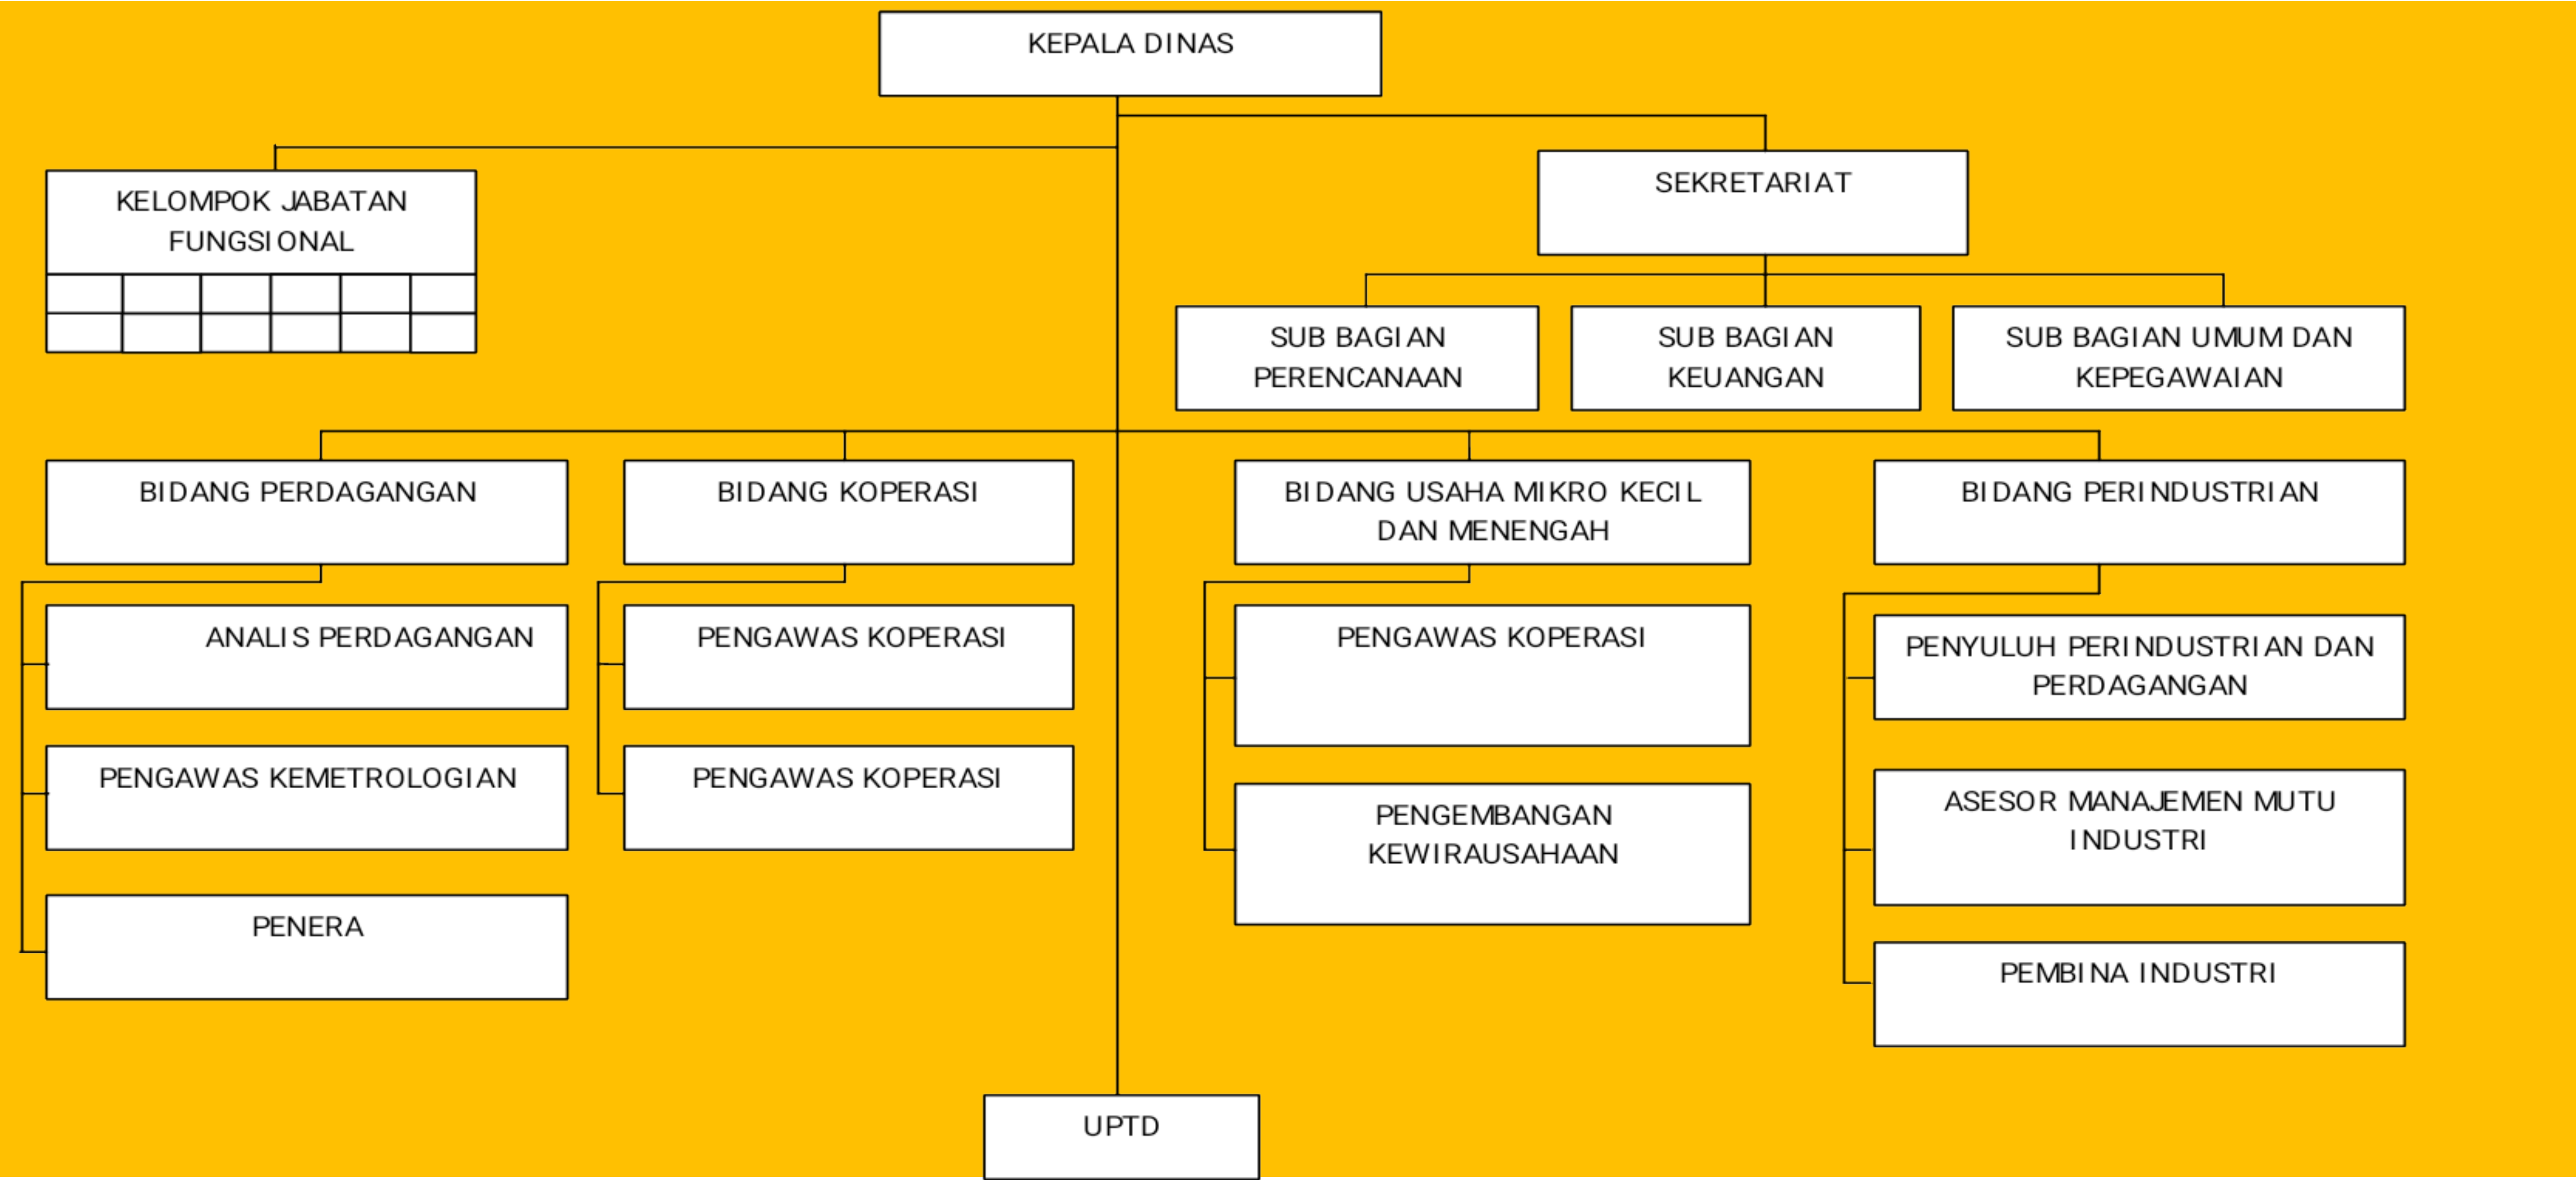 KEPALA DINAS
SEKRETARIAT
KELOMPOK JABATAN
FUNGSIONAL
SUB BAGIAN
PERENCANAAN
SUB BAGIAN
KEUANGAN
SUB BAGIAN UMUM DAN
KEPEGAWAIAN
BIDANG PERDAGANGAN
BIDANG KOPERASI
BIDANG USAHA MIKRO KECIL
DAN MENENGAH
BIDANG PERINDUSTRIAN
ANALIS PERDAGANGAN
PENGAWAS KEMETROLOGIAN
PENERA
PENGAWAS KOPERASI
PENGAWAS KOPERASI
PENGAWAS KOPERASI
PENGEMBANGAN
KEWIRAUSAHAAN
PENYULUH PERINDUSTRIAN DAN
PERDAGANGAN
ASESOR MANAJEMEN MUTU
INDUSTRI
PEMBINA INDUSTRI
UPTD